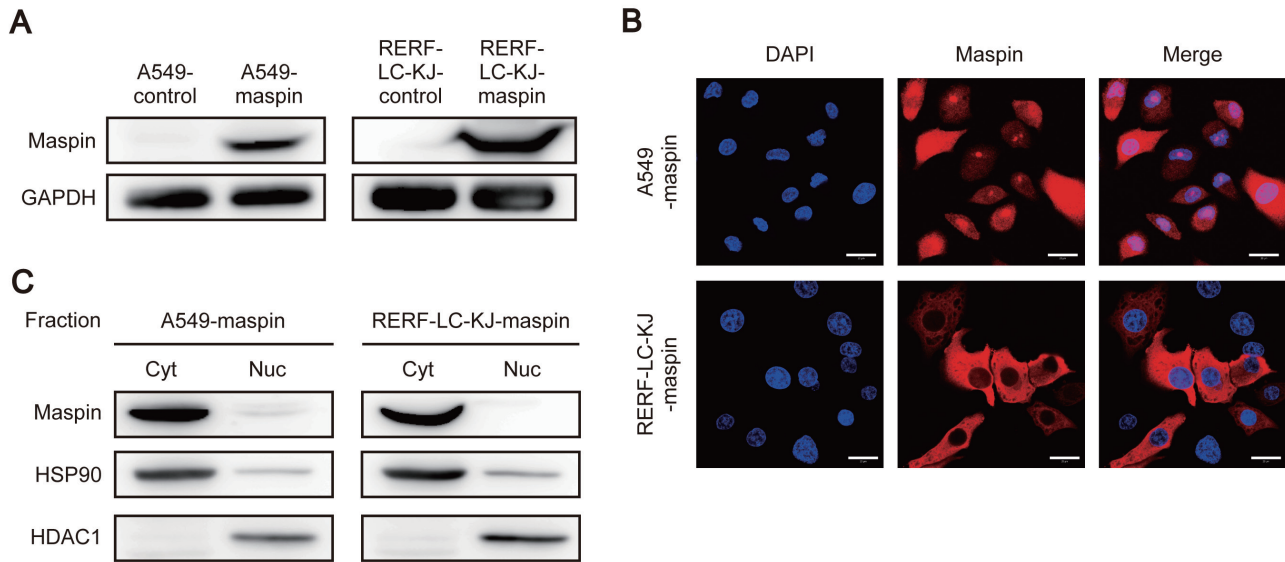 A
A549-
control
A549-
maspin
RERF-
LC-KJ-
control
RERF-
LC-KJ-
maspin
Maspin
GAPDH
B
DAPI
Maspin
Merge
A549
-maspin
RERF-LC-KJ
-maspin
C
Fraction
A549-maspin
RERF-LC-KJ-maspin
Cyt
Nuc
Cyt
Nuc
Maspin
HSP90
HDAC1